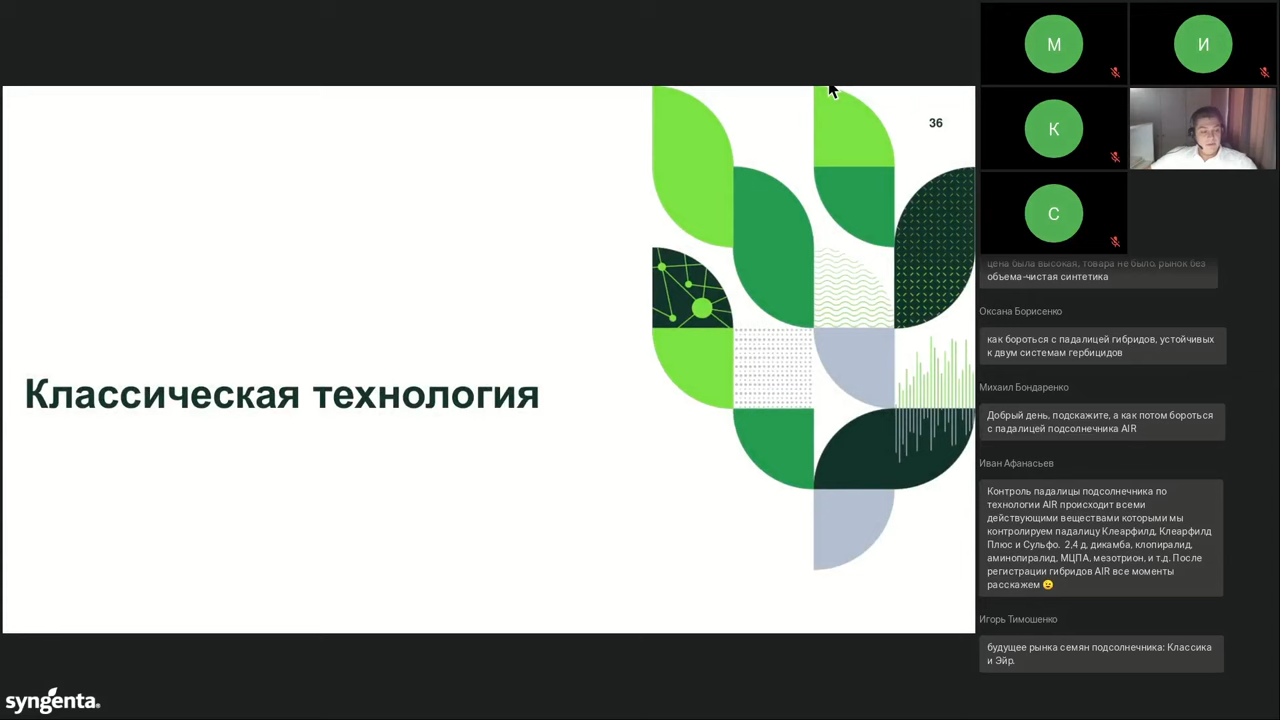 36
Классическая технология
syngenta.
М
И
К
С
цена была высокая, товара не было. рынок без
объема-чистая синтетика
Оксана Борисенко
как бороться с падалицей гибридов, устойчивых
к двум системам гербицидов
Михаил Бондаренко
Добрый день, подскажите, а как потом бороться
с падалицей подсолнечника AIR
Иван Афанасьев
Контроль падалицы подсолнечника по
технологии AIR происходит всеми
действующими веществами которыми мы
контролируем падалицу Клеарфилд, Клеарфилд
Плюс и Сульфо. 2,4 д, дикамба, клопиралид,
аминопиралид, МЦПА, мезотрион, и т.д. После
регистрации гибридов AIR все моменты
расскажем 😉
Игорь Тимошенко
будущее рынка семян подсолнечника: Классика
и Эйр.